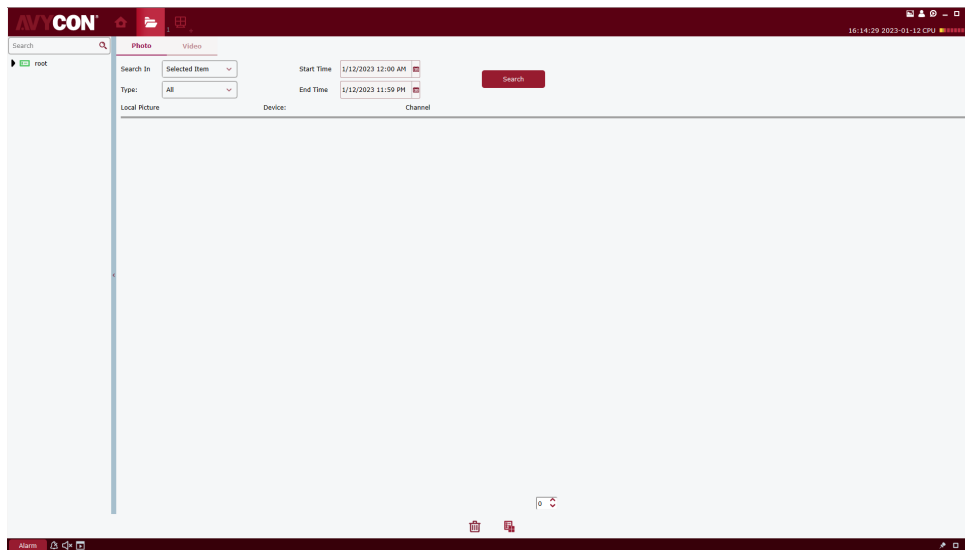 AVYCON
1
16:14:29 2023-01-12 CPU
Search
Photo Video
root
Search In Selected Item Start Time 1/12/2023 12:00 AM
Search
Type: All End Time 1/12/2023 11:59 PM
Local Picture Device: Channel
0
Alarm